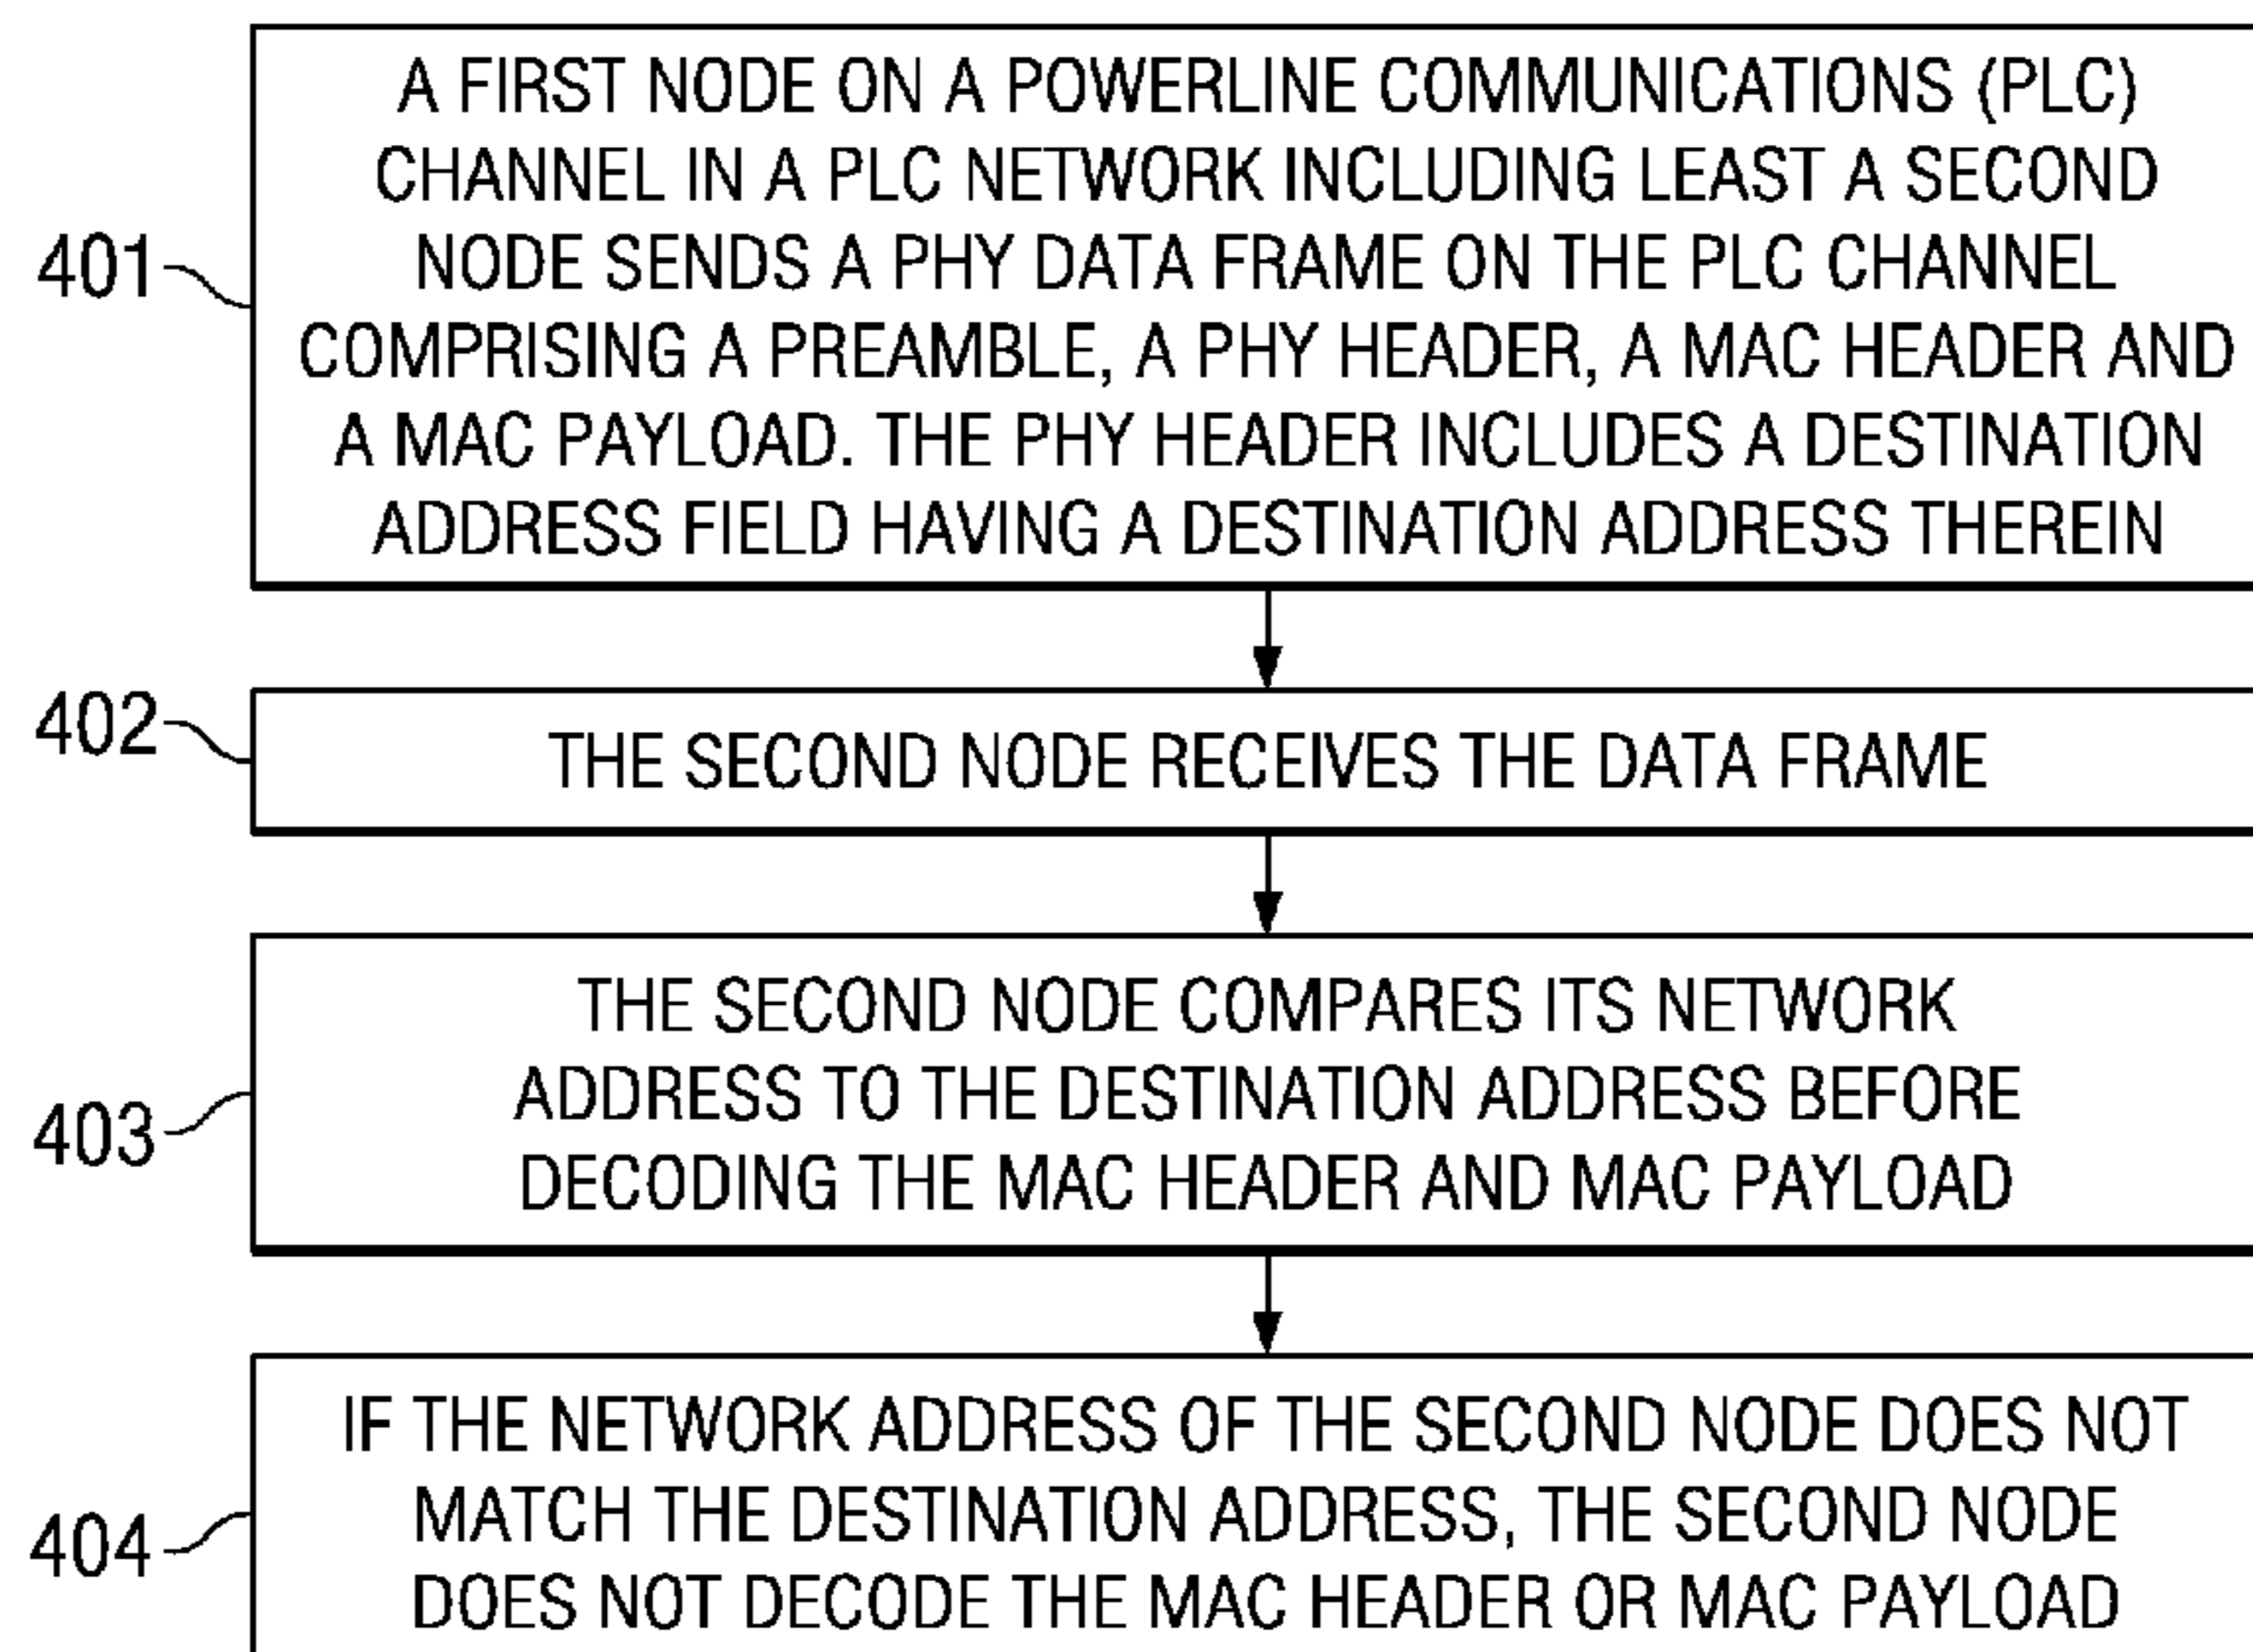 A FIRST NODE ON A POWERLINE COMMUNICATIONS (PLC)
CHANNEL IN A PLC NETWORK INCLUDING LEAST A SECOND
NODE SENDS A PHY DATA FRAME ON THE PLC CHANNEL
COMPRISING A PREAMBLE, A PHY HEADER, A MAC HEADER AND
A MAC PAYLOAD. THE PHY HEADER INCLUDES A DESTINATION
ADDRESS FIELD HAVING A DESTINATION ADDRESS THEREIN
401
402
THE SECOND NODE RECEIVES THE DATA FRAME
THE SECOND NODE COMPARES ITS NETWORK
ADDRESS TO THE DESTINATION ADDRESS BEFORE
DECODING THE MAC HEADER AND MAC PAYLOAD
403
IF THE NETWORK ADDRESS OF THE SECOND NODE DOES NOT
MATCH THE DESTINATION ADDRESS, THE SECOND NODE
DOES NOT DECODE THE MAC HEADER OR MAC PAYLOAD
404